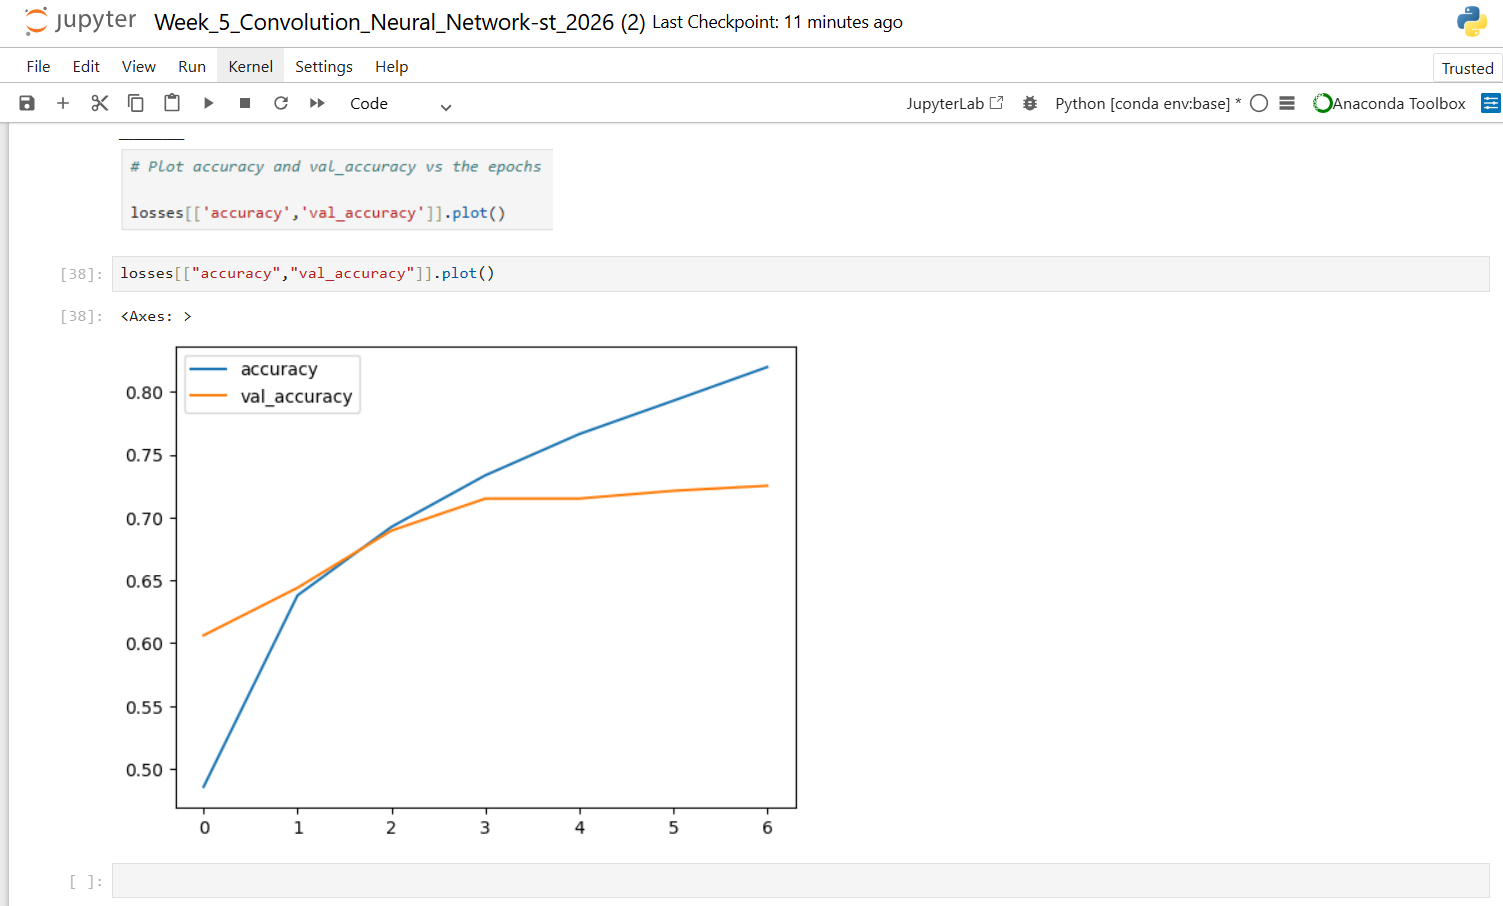 jupyter Week_5_Convolution_Neural_Network-st_2026 (2) Last Checkpoint: 11 minutes ago
File Edit View Run Kernel Settings Help
Trusted
Code
JupyterLab Python [conda env:base] * Anaconda Toolbox
# Plot accuracy and val_accuracy vs the epochs
losses[['accuracy','val_accuracy']].plot()
[38]: losses[["accuracy","val_accuracy"]].plot()
[38]: <Axes: >
accuracy
val_accuracy
0.80
0.75
0.70
0.65
0.60
0.55
0.50
0 1 2 3 4 5 6
[ ]: